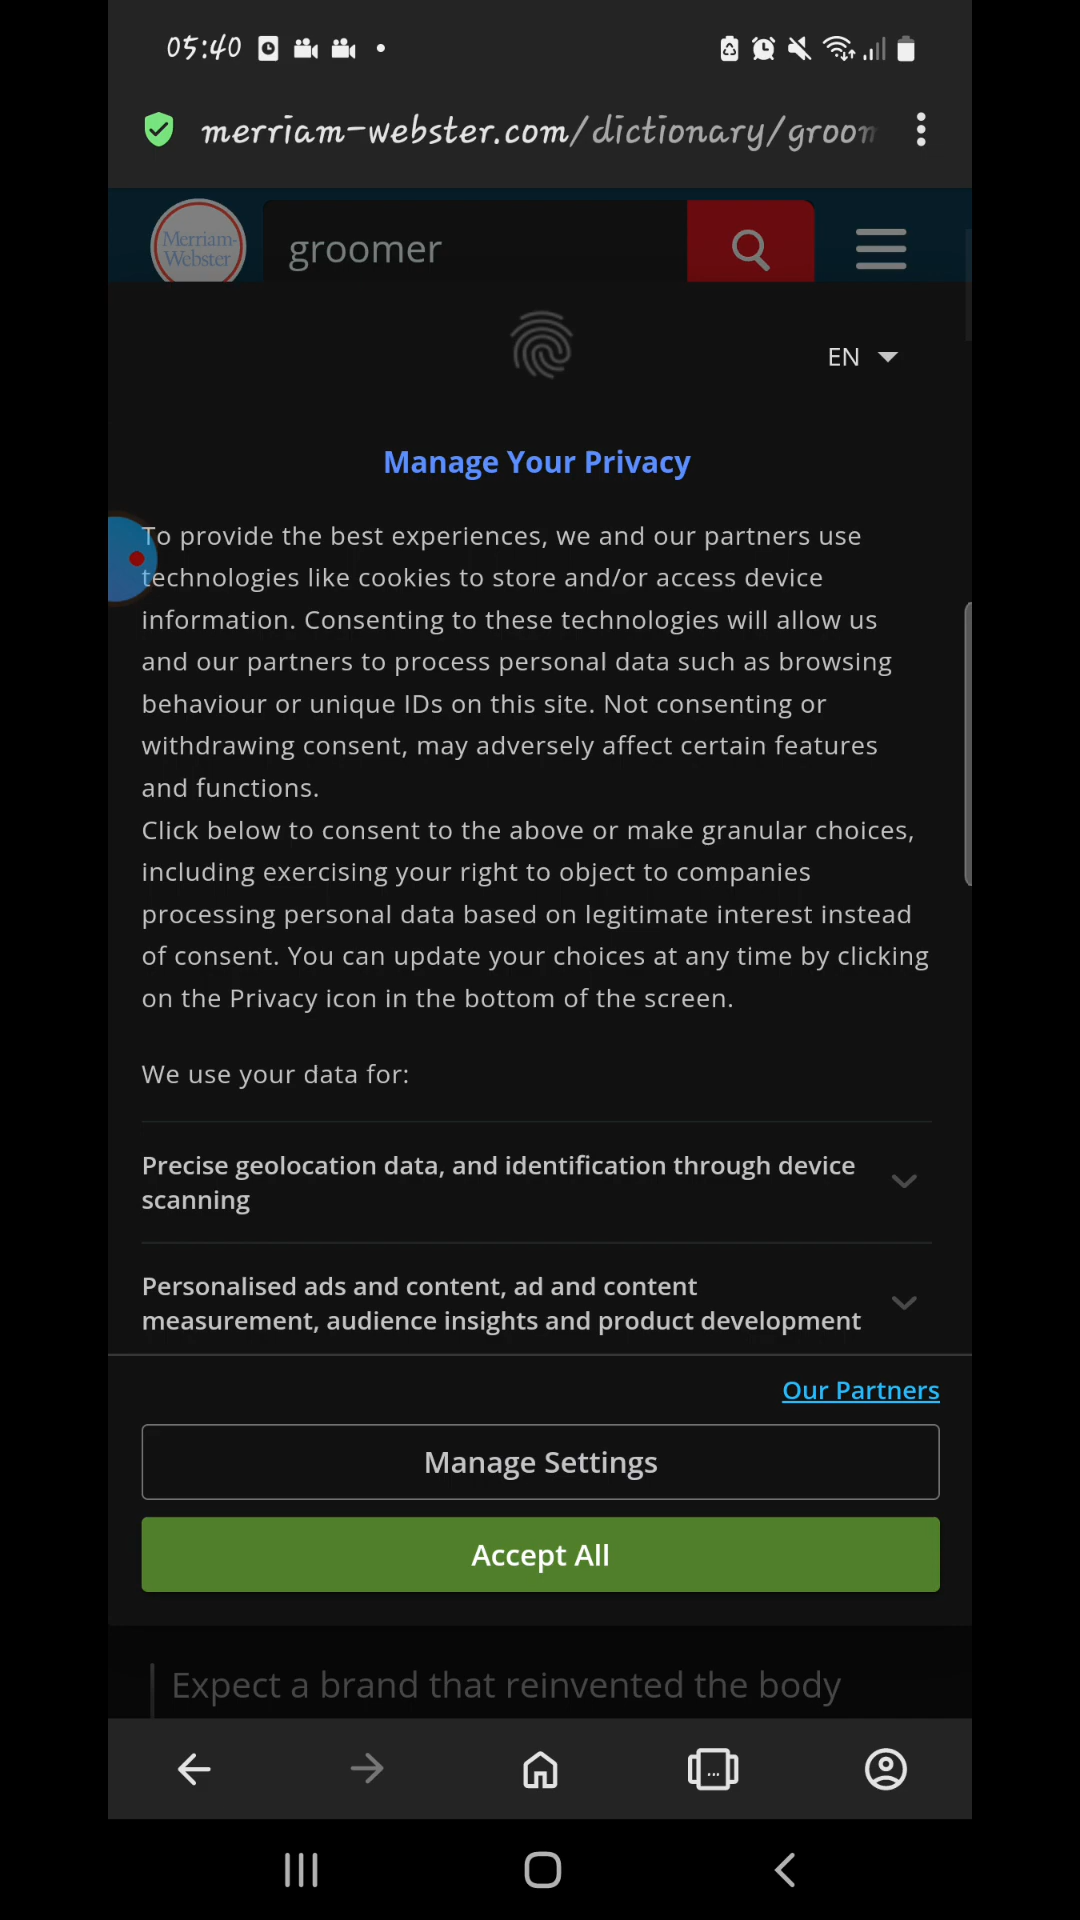 05:40
merriam-webster.com/dictionary/groom
Merriam-
Webster
groomer
EN
Manage Your Privacy
To provide the best experiences, we and our partners use
technologies like cookies to store and/or access device
information. Consenting to these technologies will allow us
and our partners to process personal data such as browsing
behaviour or unique IDs on this site. Not consenting or
withdrawing consent, may adversely affect certain features
and functions.
Click below to consent to the above or make granular choices,
including exercising your right to object to companies
processing personal data based on legitimate interest instead
of consent. You can update your choices at any time by clicking
on the Privacy icon in the bottom of the screen.
We use your data for:
Precise geolocation data, and identification through device
scanning
Personalised ads and content, ad and content
measurement, audience insights and product development
Our Partners
Manage Settings
Accept All
Expect a brand that reinvented the body